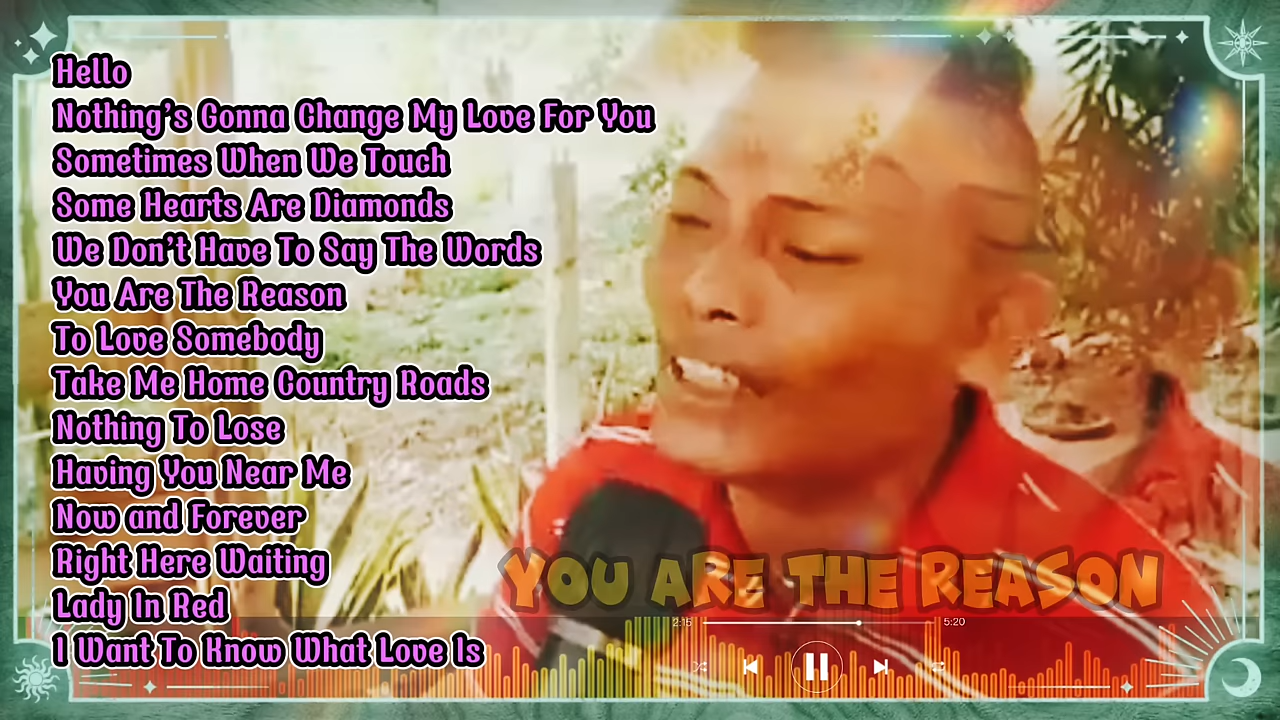 Hello
Nothing's Gonna Change My Love For You
Sometimes When We Touch
Some Hearts Are Diamonds
We Don't Have To Say The Words
You Are The Reason
To Love Somebody
Take Me Home Country Roads
Nothing To Lose
Having You Near Me
Now and Forever
Right Here Waiting
Lady In Red
I Want To Know What Love Is
YOU ARE THE REASON
2:15
5:20